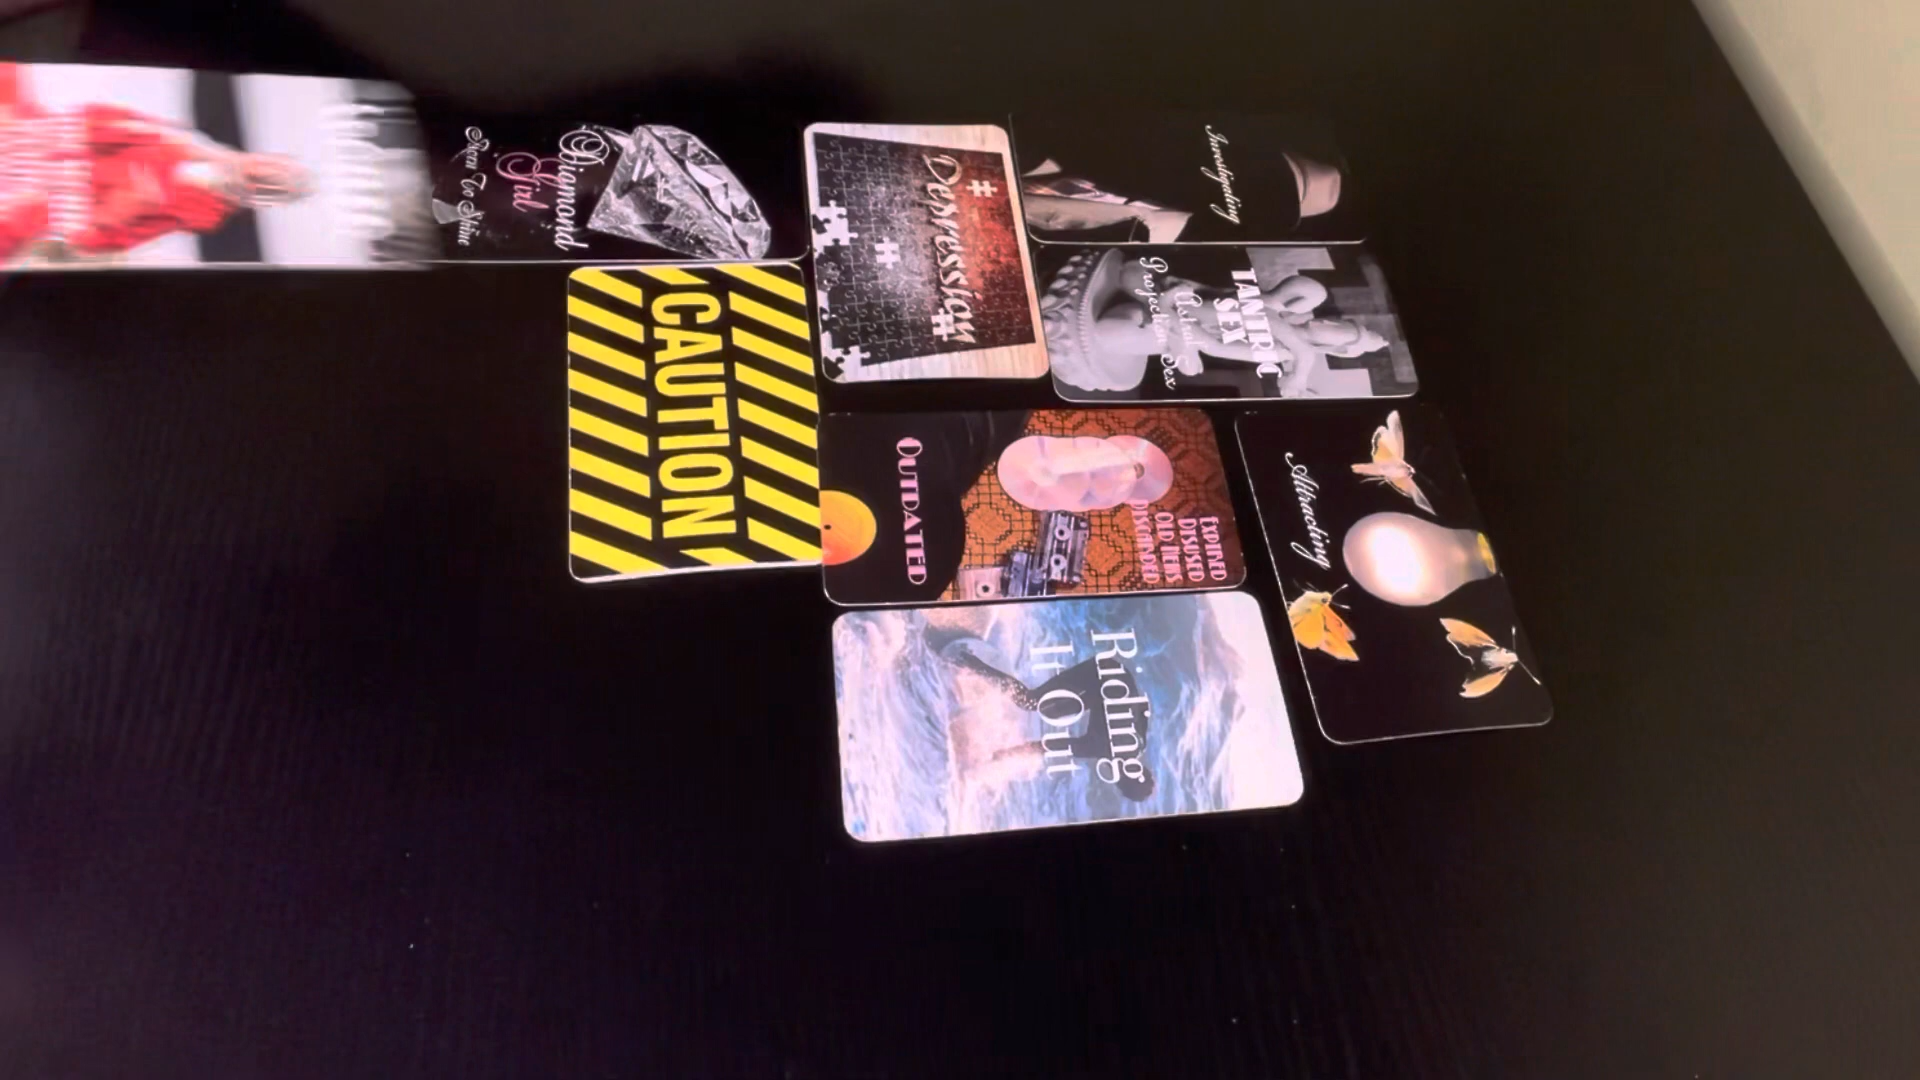 Diamond
Girl
Born To Shine
Depression
Investigating
TANTRIC
SEX
Astral Sex
Projection
CAUTION
OUTDATED
EXPIRED
DISUSED
OLD ITEMS
DISCARDED
Attracting
Riding
It Out